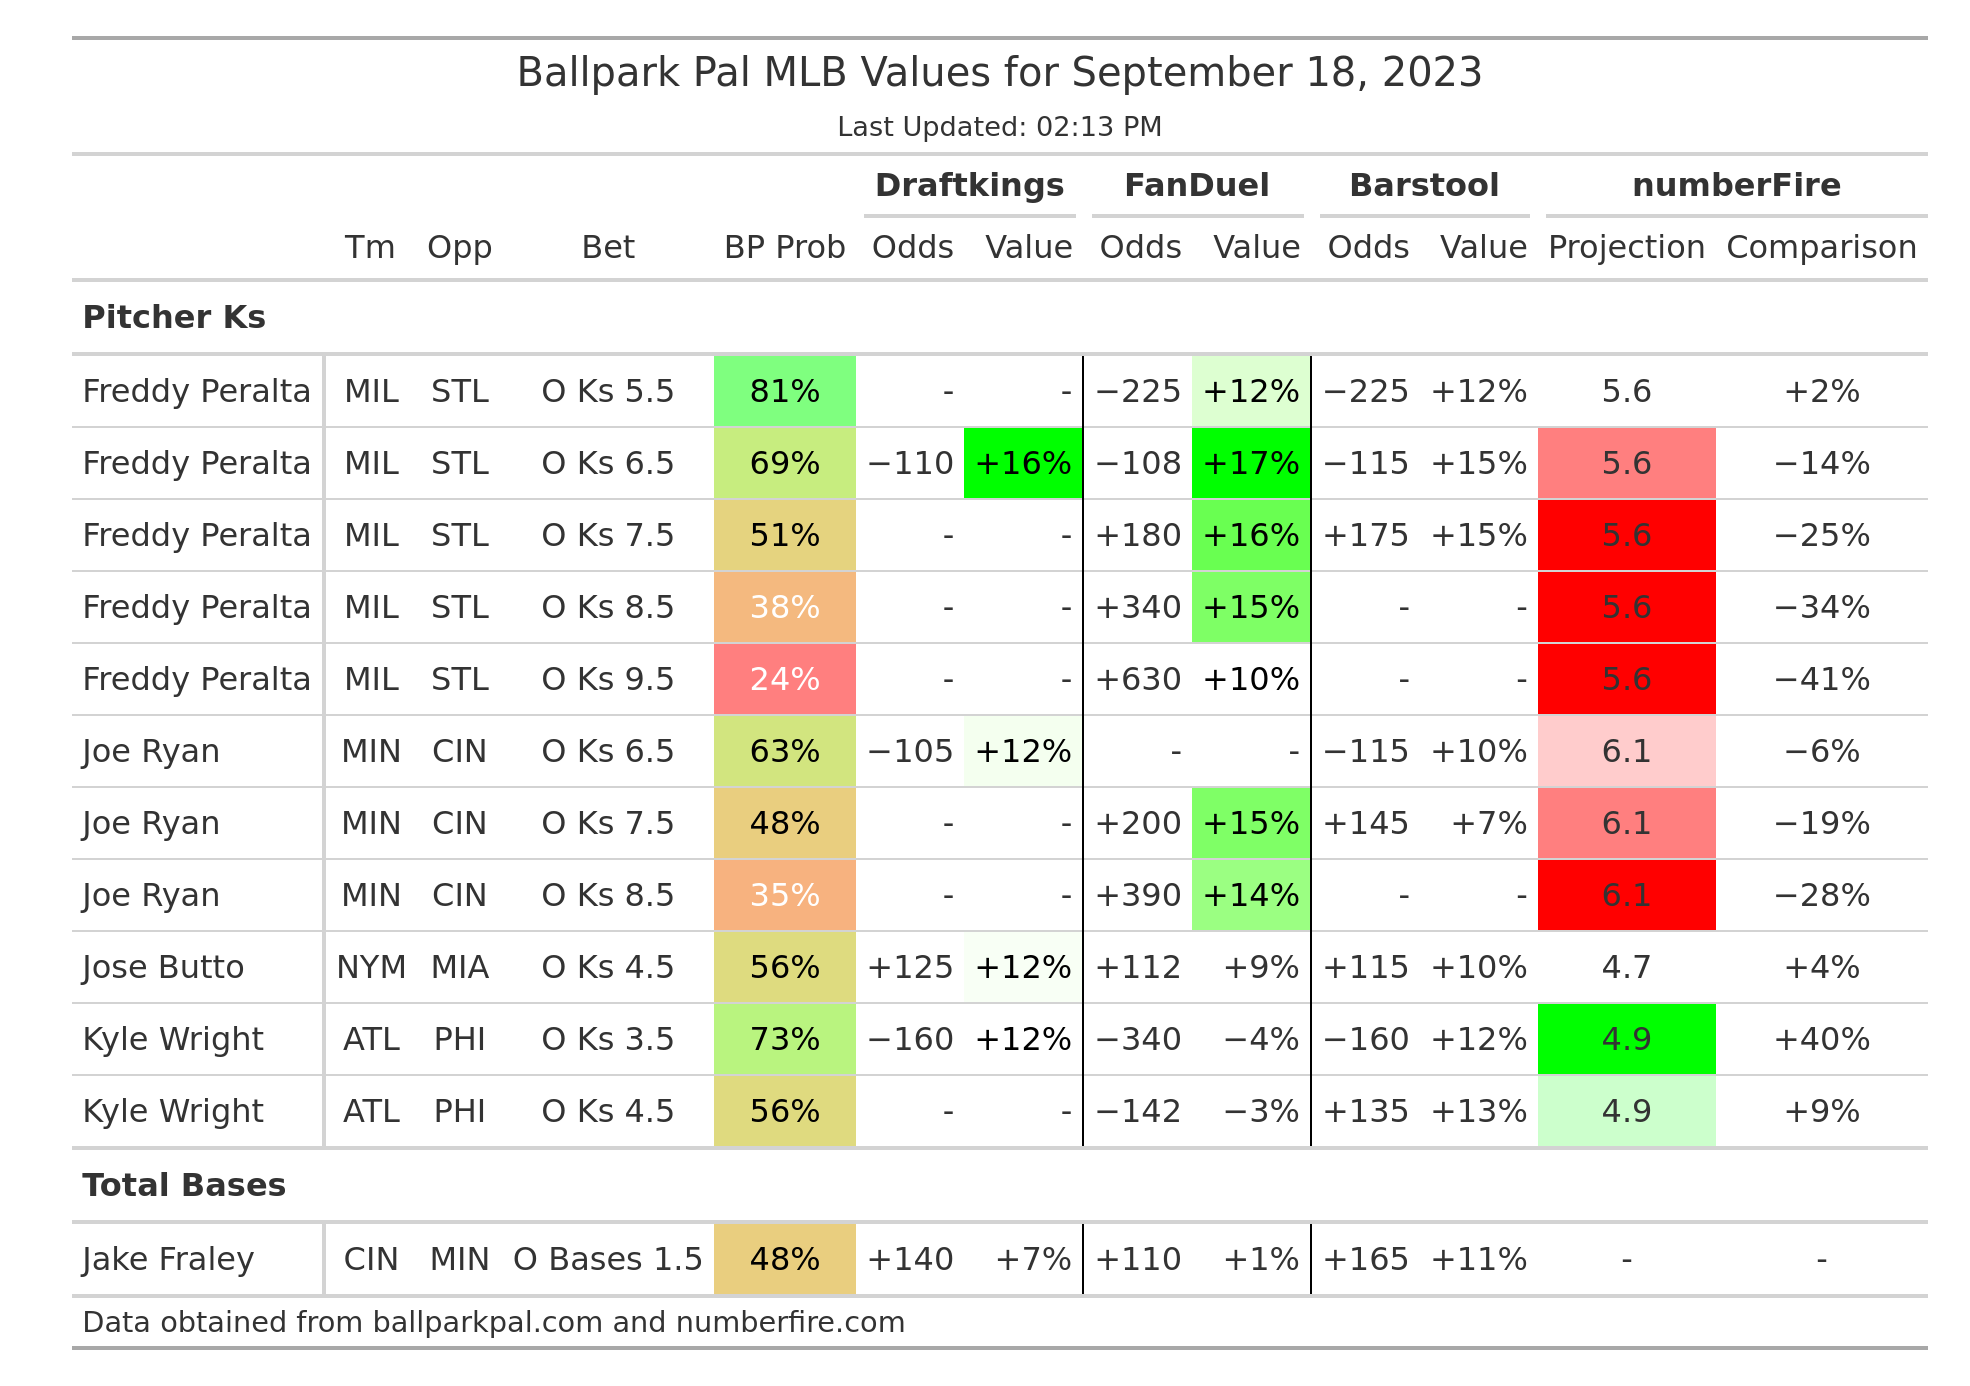 Ballpark Pal MLB Values for September 18, 2023
Last Updated: 02:13 PM
Draftkings FanDuel Barstool numberFire
Tm Opp Bet BP Prob Odds Value Odds Value Odds Value Projection Comparison
Pitcher Ks
Freddy Peralta MIL STL O Ks 5.5 81% - - −225 +12% −225 +12% 5.6 +2%
Freddy Peralta MIL STL O Ks 6.5 69% −110 +16% −108 +17% −115 +15% 5.6 −14%
Freddy Peralta MIL STL O Ks 7.5 51% - - +180 +16% +175 +15% 5.6 −25%
Freddy Peralta MIL STL O Ks 8.5 38% - - +340 +15% - - 5.6 −34%
Freddy Peralta MIL STL O Ks 9.5 24% - - +630 +10% - - 5.6 −41%
Joe Ryan MIN CIN O Ks 6.5 63% −105 +12% - - −115 +10% 6.1 −6%
Joe Ryan MIN CIN O Ks 7.5 48% - - +200 +15% +145 +7% 6.1 −19%
Joe Ryan MIN CIN O Ks 8.5 35% - - +390 +14% - - 6.1 −28%
Jose Butto NYM MIA O Ks 4.5 56% +125 +12% +112 +9% +115 +10% 4.7 +4%
Kyle Wright ATL PHI O Ks 3.5 73% −160 +12% −340 −4% −160 +12% 4.9 +40%
Kyle Wright ATL PHI O Ks 4.5 56% - - −142 −3% +135 +13% 4.9 +9%
Total Bases
Jake Fraley CIN MIN O Bases 1.5 48% +140 +7% +110 +1% +165 +11% - -
Data obtained from ballparkpal.com and numberfire.com